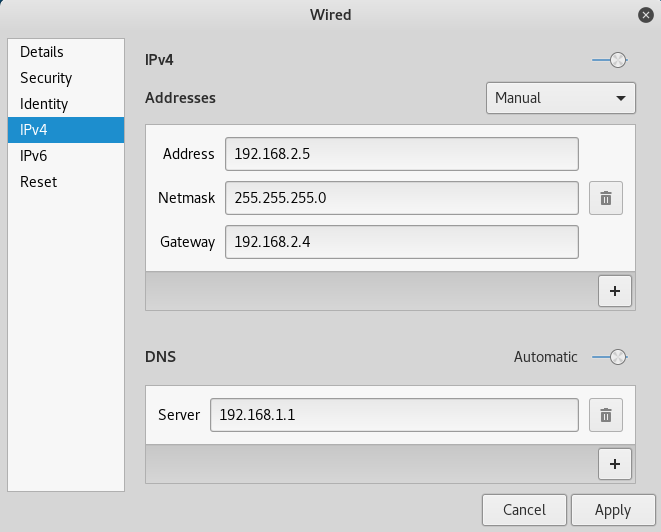 Wired
Details
Security
Identity
IPv4
IPv6
Reset
IPv4
Addresses
Manual
Address 192.168.2.5
Netmask 255.255.255.0
Gateway 192.168.2.4
+
DNS Automatic
Server 192.168.1.1
+
Cancel Apply